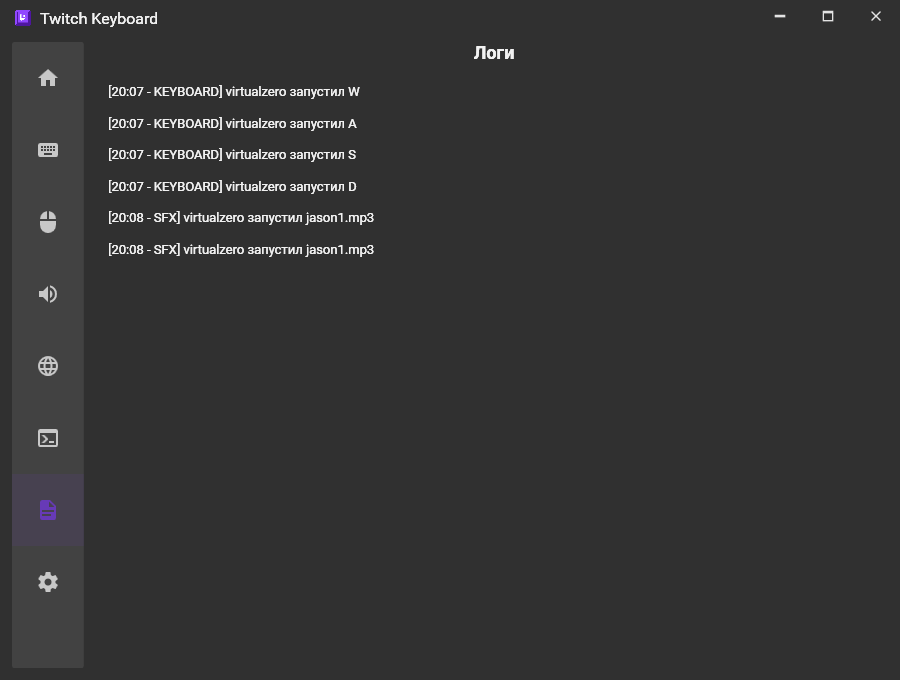 Twitch Keyboard
Логи
[20:07 - KEYBOARD] virtualzero запустил W
[20:07 - KEYBOARD] virtualzero запустил A
[20:07 - KEYBOARD] virtualzero запустил S
[20:07 - KEYBOARD] virtualzero запустил D
[20:08 - SFX] virtualzero запустил jason1.mp3
[20:08 - SFX] virtualzero запустил jason1.mp3